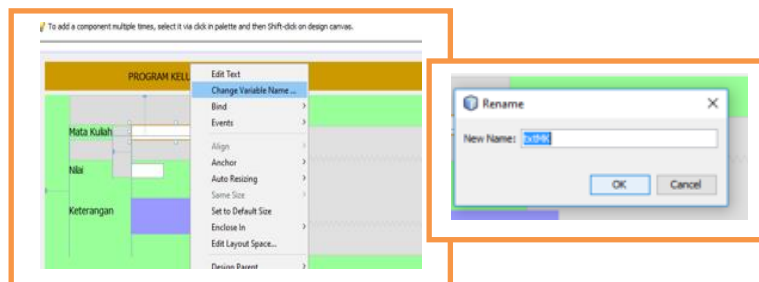 To add a component multiple times, select it via click in palette and then Shift-click on design canvas.
PROGRAM KELU
Edit Text
Change Variable Name ...
Bind
Events
Mata Kuliah
Align
Anchor
Nilai
Auto Resizing
Same Size
Keterangan
Set to Default Size
Enclose In
Edit Layout Space...
Design Parent
Rename
New Name: txtMK
OK
Cancel